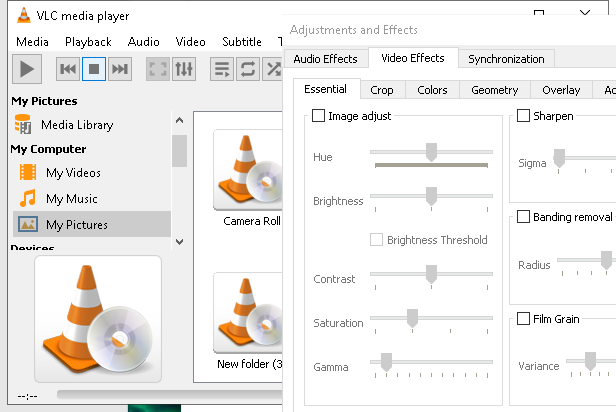 VLC media player
Media Playback Audio Video Subtitle
My Pictures
Media Library
My Computer
My Videos
My Music
My Pictures
Devices
Camera Roll
New folder (3
--:--
Adjustments and Effects
Audio Effects Video Effects Synchronization
Essential Crop Colors Geometry Overlay
Image adjust
Hue
Brightness
Brightness Threshold
Contrast
Saturation
Gamma
Sharpen
Sigma
Banding removal
Radius
Film Grain
Variance